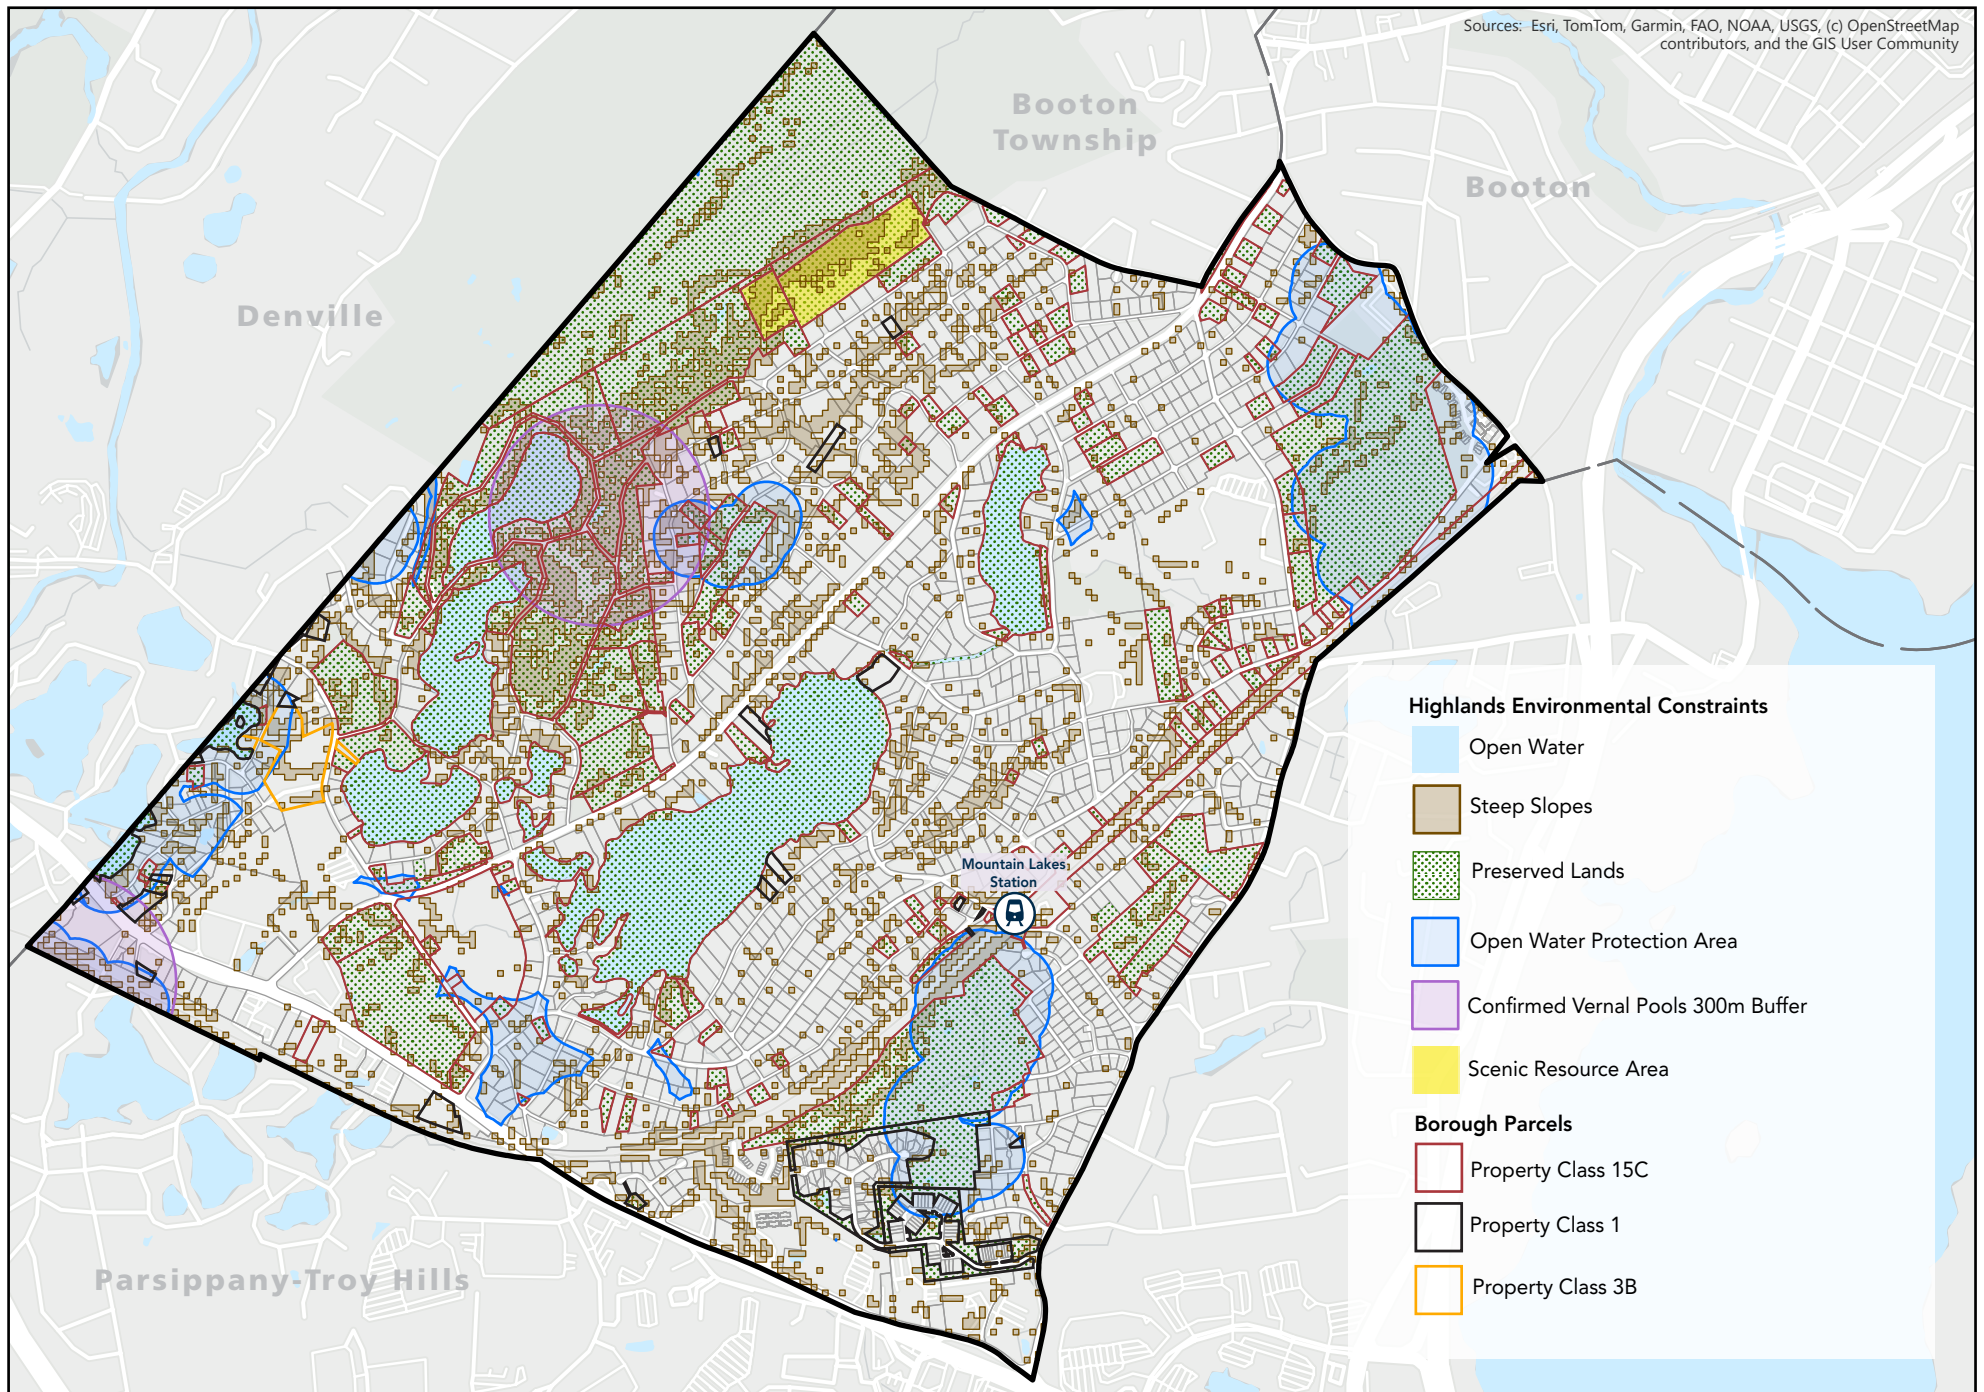 Sources: Esri, TomTom, Garmin, FAO, NOAA, USGS, (c) OpenStreetMap
contributors, and the GIS User Community
Booton
Township
Booton
Denville
Mountain Lakes
Station
Parsippany-Troy Hills
Highlands Environmental Constraints
Open Water
Steep Slopes
Preserved Lands
Open Water Protection Area
Confirmed Vernal Pools 300m Buffer
Scenic Resource Area
Borough Parcels
Property Class 15C
Property Class 1
Property Class 3B